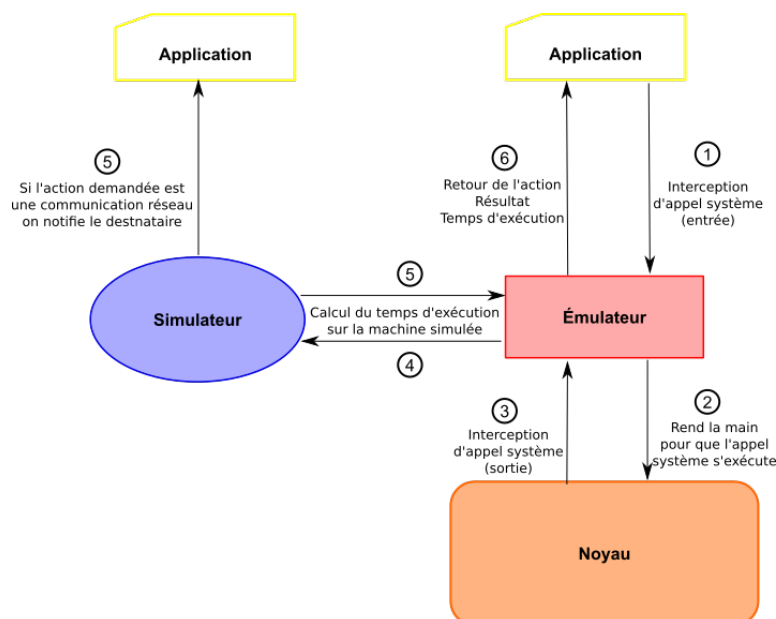 Application
Application
5
Si l'action demandée est
une communication réseau
on notifie le destnataire
6
Retour de l'action
Résultat
Temps d'exécution
1
Interception
d'appel système
(entrée)
5
Simulateur
Calcul du temps d'exécution
sur la machine simulée
Émulateur
4
3
Interception
d'appel système
(sortie)
2
Rend la main
pour que l'appel
système s'exécute
Noyau